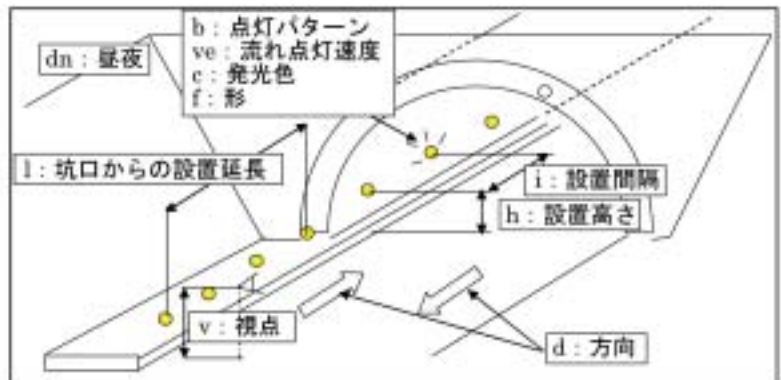 dn：昼夜
b：点灯パターン
ve：流れ点灯速度
c：発光色
f：形
l：坑口からの設置延長
i：設置間隔
h：設置高さ
v：視点
d：方向